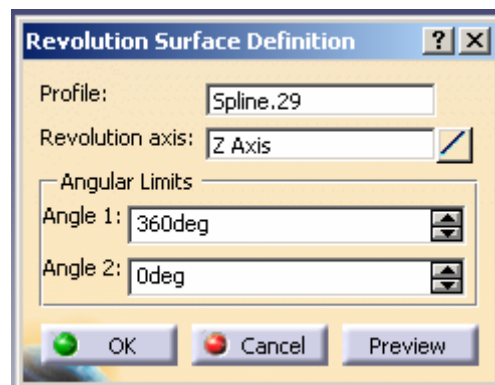 Revolution Surface Definition ? X
Profile: Spline.29
Revolution axis: Z Axis
Angular Limits
Angle 1: 360deg
Angle 2: 0deg
OK Cancel Preview